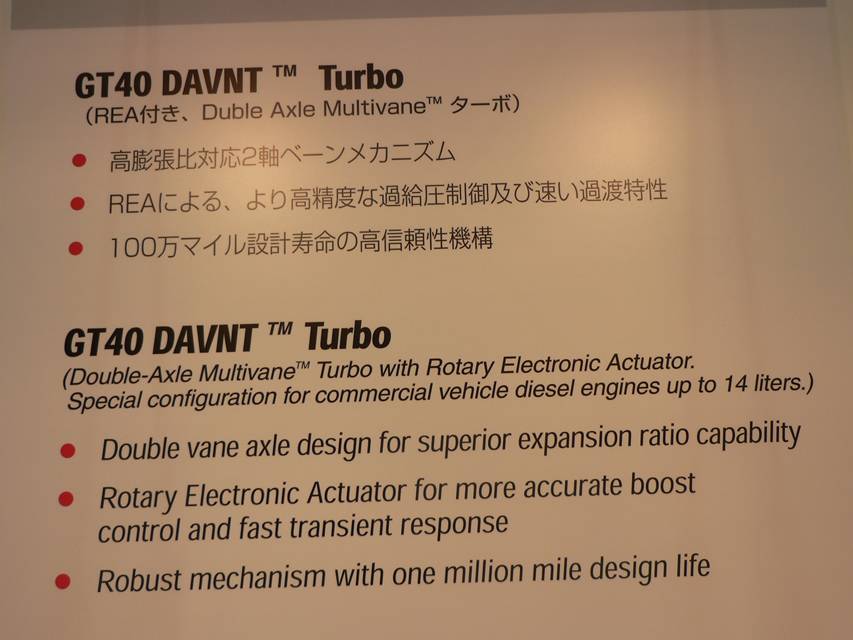 GT40 DAVNT ™ Turbo
（REA付き、Duble Axle Multivane™ ターボ）
● 高膨張比対応2軸ベーンメカニズム
● REAによる、より高精度な過給圧制御及び速い過渡特性
● 100万マイル設計寿命の高信頼性機構
GT40 DAVNT ™ Turbo
(Double-Axle Multivane™ Turbo with Rotary Electronic Actuator.
Special configuration for commercial vehicle diesel engines up to 14 liters.)
● Double vane axle design for superior expansion ratio capability
● Rotary Electronic Actuator for more accurate boost
control and fast transient response
● Robust mechanism with one million mile design life